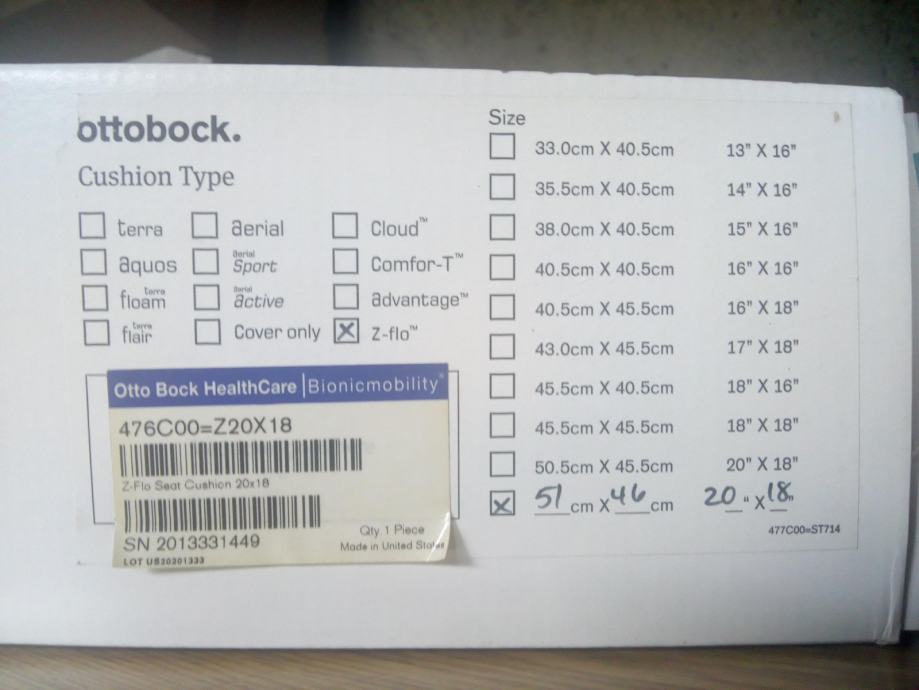 ottobock.
Cushion Type
terra aerial Cloud™
aquos aerial Sport Comfor-T™
terra floam aerial active advantage™
terra flair Cover only Z-flo™
Size
33.0cm X 40.5cm 13" X 16"
35.5cm X 40.5cm 14" X 16"
38.0cm X 40.5cm 15" X 16"
40.5cm X 40.5cm 16" X 16"
40.5cm X 45.5cm 16" X 18"
43.0cm X 45.5cm 17" X 18"
45.5cm X 40.5cm 18" X 16"
45.5cm X 45.5cm 18" X 18"
50.5cm X 45.5cm 20" X 18"
51 cm X 46 cm 20 " X 18"
477C00=ST714
Otto Bock HealthCare | Bionicmobility®
476C00=Z20X18
Z-Flo Seat Cushion 20x18
Qty. 1 Piece
SN 2013331449 Made in United States
LOT US20201333